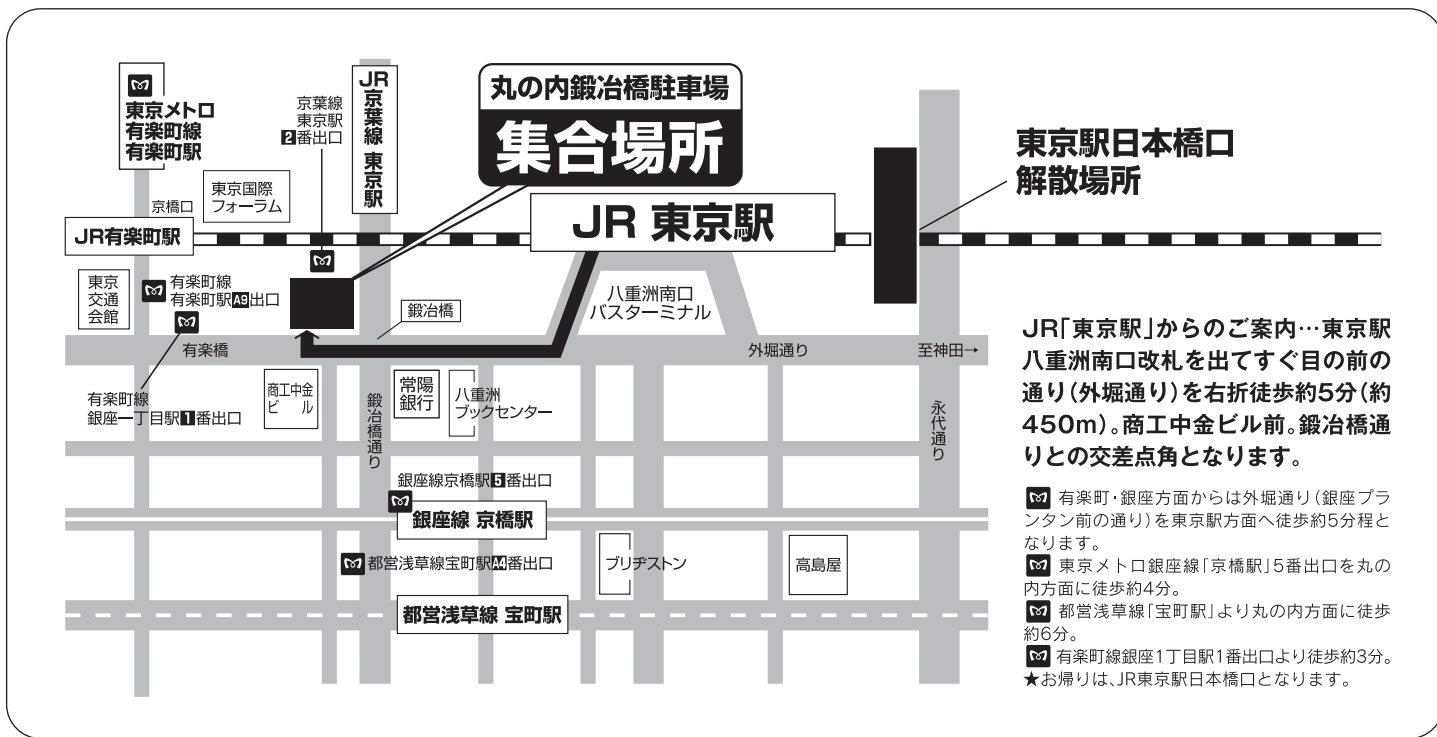 東京メトロ
有楽町線
有楽町駅
京葉線
東京駅
2番出口
JR京葉線 東京駅
丸の内鍛冶橋駐車場
集合場所
東京駅日本橋口
解散場所
東京国際
フォーラム
京橋口
JR有楽町駅
JR 東京駅
東京
交通
会館
有楽町線
有楽町駅A9出口
鍛冶橋
八重洲南口
バスターミナル
有楽橋
外堀通り
至神田→
有楽町線
銀座一丁目駅1番出口
商工中金
ビル
鍛冶橋通り
常陽
銀行
八重洲
ブックセンター
永代通り
銀座線京橋駅5番出口
銀座線 京橋駅
都営浅草線宝町駅A4番出口
ブリヂストン
高島屋
都営浅草線 宝町駅
JR「東京駅」からのご案内…東京駅
八重洲南口改札を出てすぐ目の前の
通り(外堀通り)を右折徒歩約5分(約
450m)。商工中金ビル前。鍛冶橋通
りとの交差点角となります。
有楽町・銀座方面からは外堀通り(銀座プラ
ンタン前の通り)を東京駅方面へ徒歩約5分程と
なります。
東京メトロ銀座線「京橋駅」5番出口を丸の
内方面に徒歩約4分。
都営浅草線「宝町駅」より丸の内方面に徒歩
約6分。
有楽町線銀座1丁目駅1番出口より徒歩約3分。
★お帰りは、JR東京駅日本橋口となります。